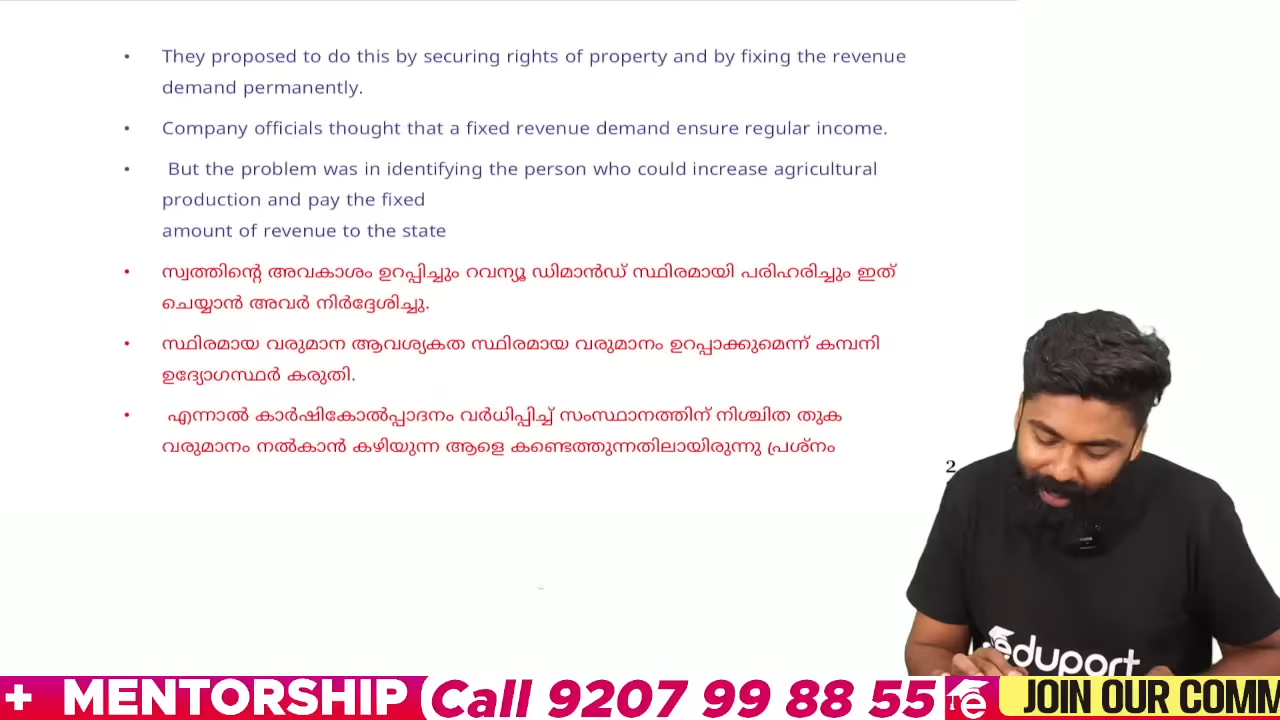 • They proposed to do this by securing rights of property and by fixing the revenue
demand permanently.
• Company officials thought that a fixed revenue demand ensure regular income.
• But the problem was in identifying the person who could increase agricultural
production and pay the fixed
amount of revenue to the state
• സ്വത്തിന്റെ അവകാശം ഉറപ്പിച്ചും റവന്യൂ ഡിമാൻഡ് സ്ഥിരമായി പരിഹരിച്ചും ഇത്
ചെയ്യാൻ അവർ നിർദ്ദേശിച്ചു.
• സ്ഥിരമായ വരുമാന ആവശ്യകത സ്ഥിരമായ വരുമാനം ഉറപ്പാക്കുമെന്ന് കമ്പനി
ഉദ്യോഗസ്ഥർ കരുതി.
• എന്നാൽ കാർഷികോൽപ്പാദനം വർധിപ്പിച്ച് സംസ്ഥാനത്തിന് നിശ്ചിത തുക
വരുമാനം നൽകാൻ കഴിയുന്ന ആളെ കണ്ടെത്തുന്നതിലായിരുന്നു പ്രശ്നം
2
eduport
+ MENTORSHIP (Call 9207 99 88 55 e JOIN OUR COMM